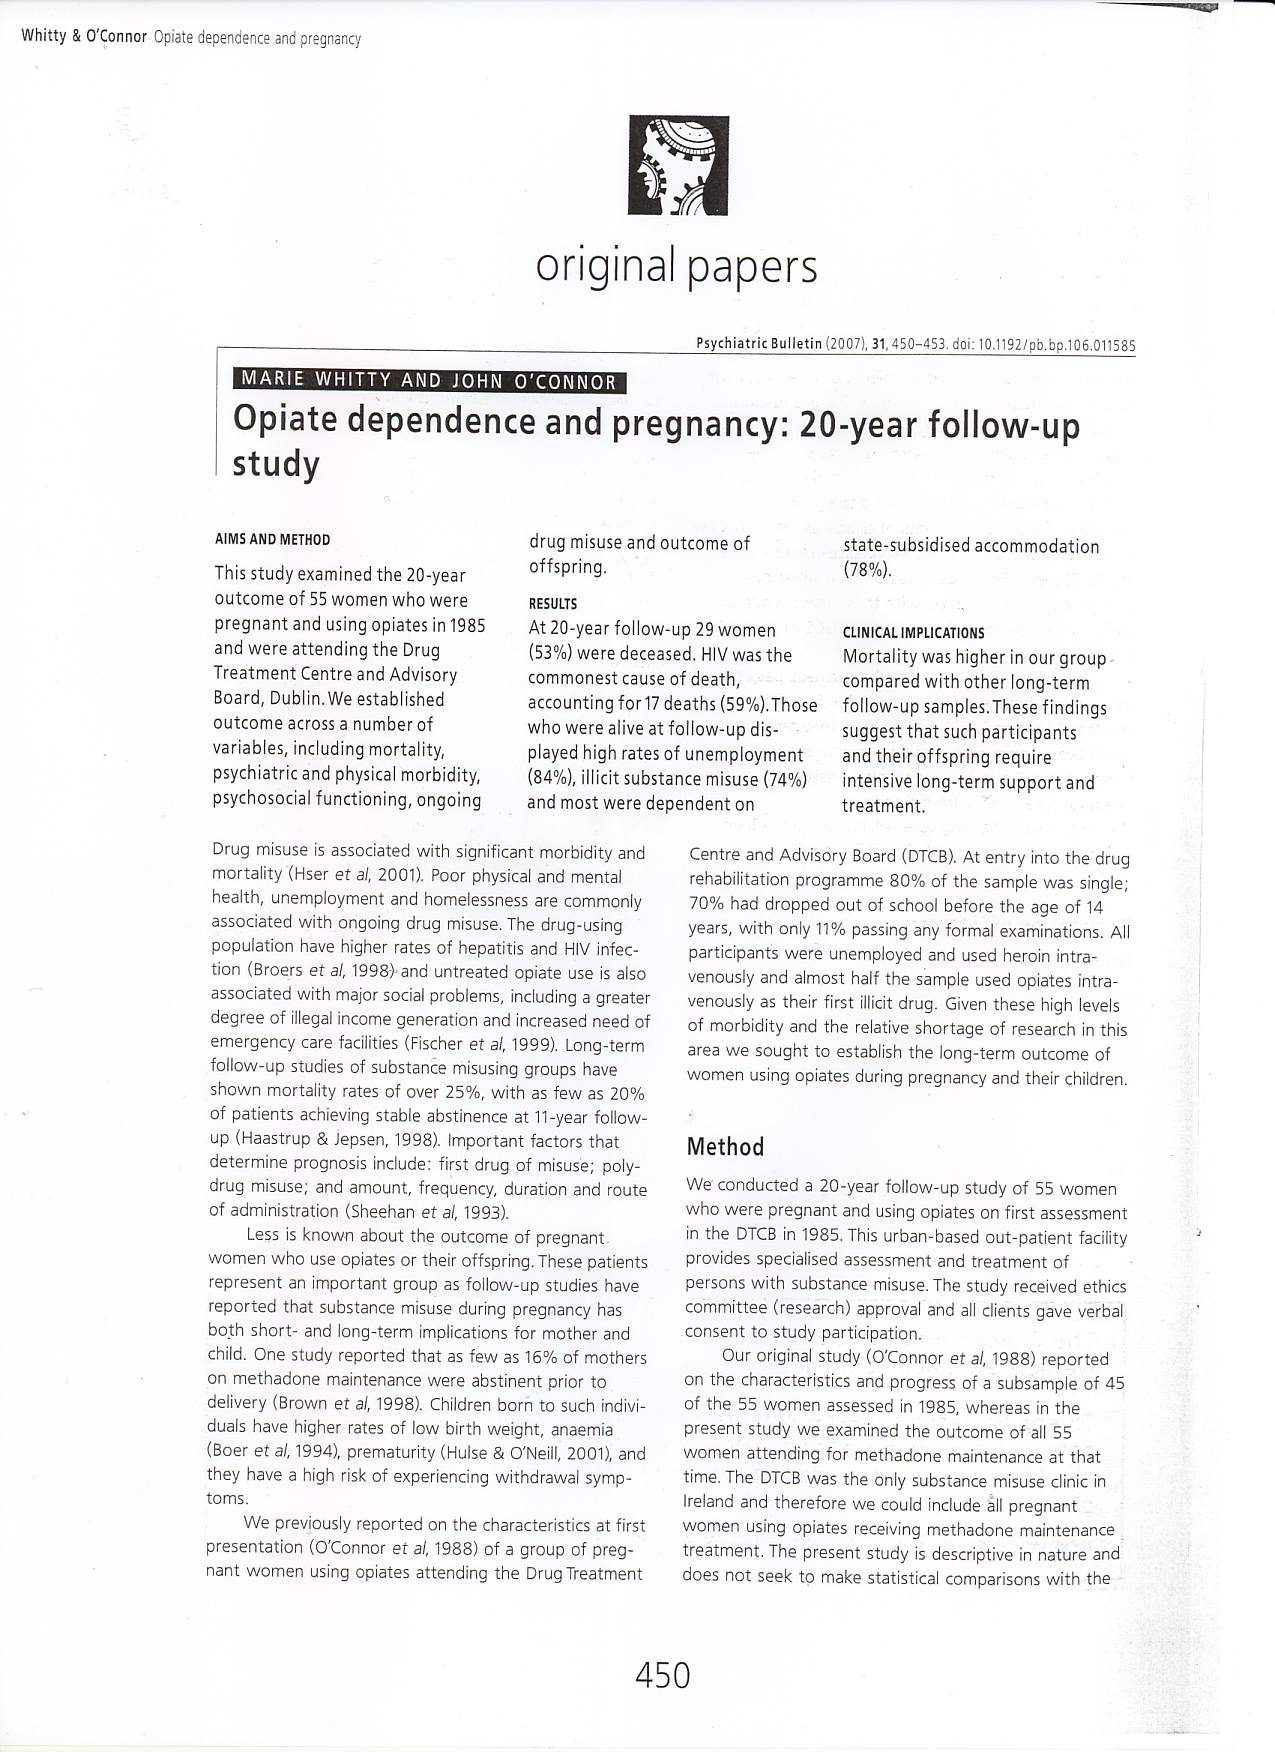 Whitty & O'Connor Opiate dependence and pregnancy
original papers
Psychiatric Bulletin (2007), 31, 450–453. doi: 10.1192/pb.bp.106.011585
MARIE WHITTY AND JOHN O'CONNOR
Opiate dependence and pregnancy: 20-year follow-up
study
AIMS AND METHOD
This study examined the 20-year
outcome of 55 women who were
pregnant and using opiates in 1985
and were attending the Drug
Treatment Centre and Advisory
Board, Dublin. We established
outcome across a number of
variables, including mortality,
psychiatric and physical morbidity,
psychosocial functioning, ongoing
drug misuse and outcome of
offspring.
RESULTS
At 20-year follow-up 29 women
(53%) were deceased. HIV was the
commonest cause of death,
accounting for 17 deaths (59%). Those
who were alive at follow-up dis-
played high rates of unemployment
(84%), illicit substance misuse (74%)
and most were dependent on
state-subsidised accommodation
(78%).
CLINICAL IMPLICATIONS
Mortality was higher in our group
compared with other long-term
follow-up samples. These findings
suggest that such participants
and their offspring require
intensive long-term support and
treatment.
Drug misuse is associated with significant morbidity and
mortality (Hser et al, 2001). Poor physical and mental
health, unemployment and homelessness are commonly
associated with ongoing drug misuse. The drug-using
population have higher rates of hepatitis and HIV infec-
tion (Broers et al, 1998) and untreated opiate use is also
associated with major social problems, including a greater
degree of illegal income generation and increased need of
emergency care facilities (Fischer et al, 1999). Long-term
follow-up studies of substance misusing groups have
shown mortality rates of over 25%, with as few as 20%
of patients achieving stable abstinence at 11-year follow-
up (Haastrup & Jepsen, 1998). Important factors that
determine prognosis include: first drug of misuse; poly-
drug misuse; and amount, frequency, duration and route
of administration (Sheehan et al, 1993).
Less is known about the outcome of pregnant
women who use opiates or their offspring. These patients
represent an important group as follow-up studies have
reported that substance misuse during pregnancy has
both short- and long-term implications for mother and
child. One study reported that as few as 16% of mothers
on methadone maintenance were abstinent prior to
delivery (Brown et al, 1998). Children born to such indivi-
duals have higher rates of low birth weight, anaemia
(Boer et al, 1994), prematurity (Hulse & O'Neill, 2001), and
they have a high risk of experiencing withdrawal symp-
toms.
We previously reported on the characteristics at first
presentation (O'Connor et al, 1988) of a group of preg-
nant women using opiates attending the Drug Treatment
Centre and Advisory Board (DTCB). At entry into the drug
rehabilitation programme 80% of the sample was single;
70% had dropped out of school before the age of 14
years, with only 11% passing any formal examinations. All
participants were unemployed and used heroin intra-
venously and almost half the sample used opiates intra-
venously as their first illicit drug. Given these high levels
of morbidity and the relative shortage of research in this
area we sought to establish the long-term outcome of
women using opiates during pregnancy and their children.
Method
We conducted a 20-year follow-up study of 55 women
who were pregnant and using opiates on first assessment
in the DTCB in 1985. This urban-based out-patient facility
provides specialised assessment and treatment of
persons with substance misuse. The study received ethics
committee (research) approval and all clients gave verbal
consent to study participation.
Our original study (O'Connor et al, 1988) reported
on the characteristics and progress of a subsample of 45
of the 55 women assessed in 1985, whereas in the
present study we examined the outcome of all 55
women attending for methadone maintenance at that
time. The DTCB was the only substance misuse clinic in
Ireland and therefore we could include all pregnant
women using opiates receiving methadone maintenance
treatment. The present study is descriptive in nature and
does not seek to make statistical comparisons with the
450